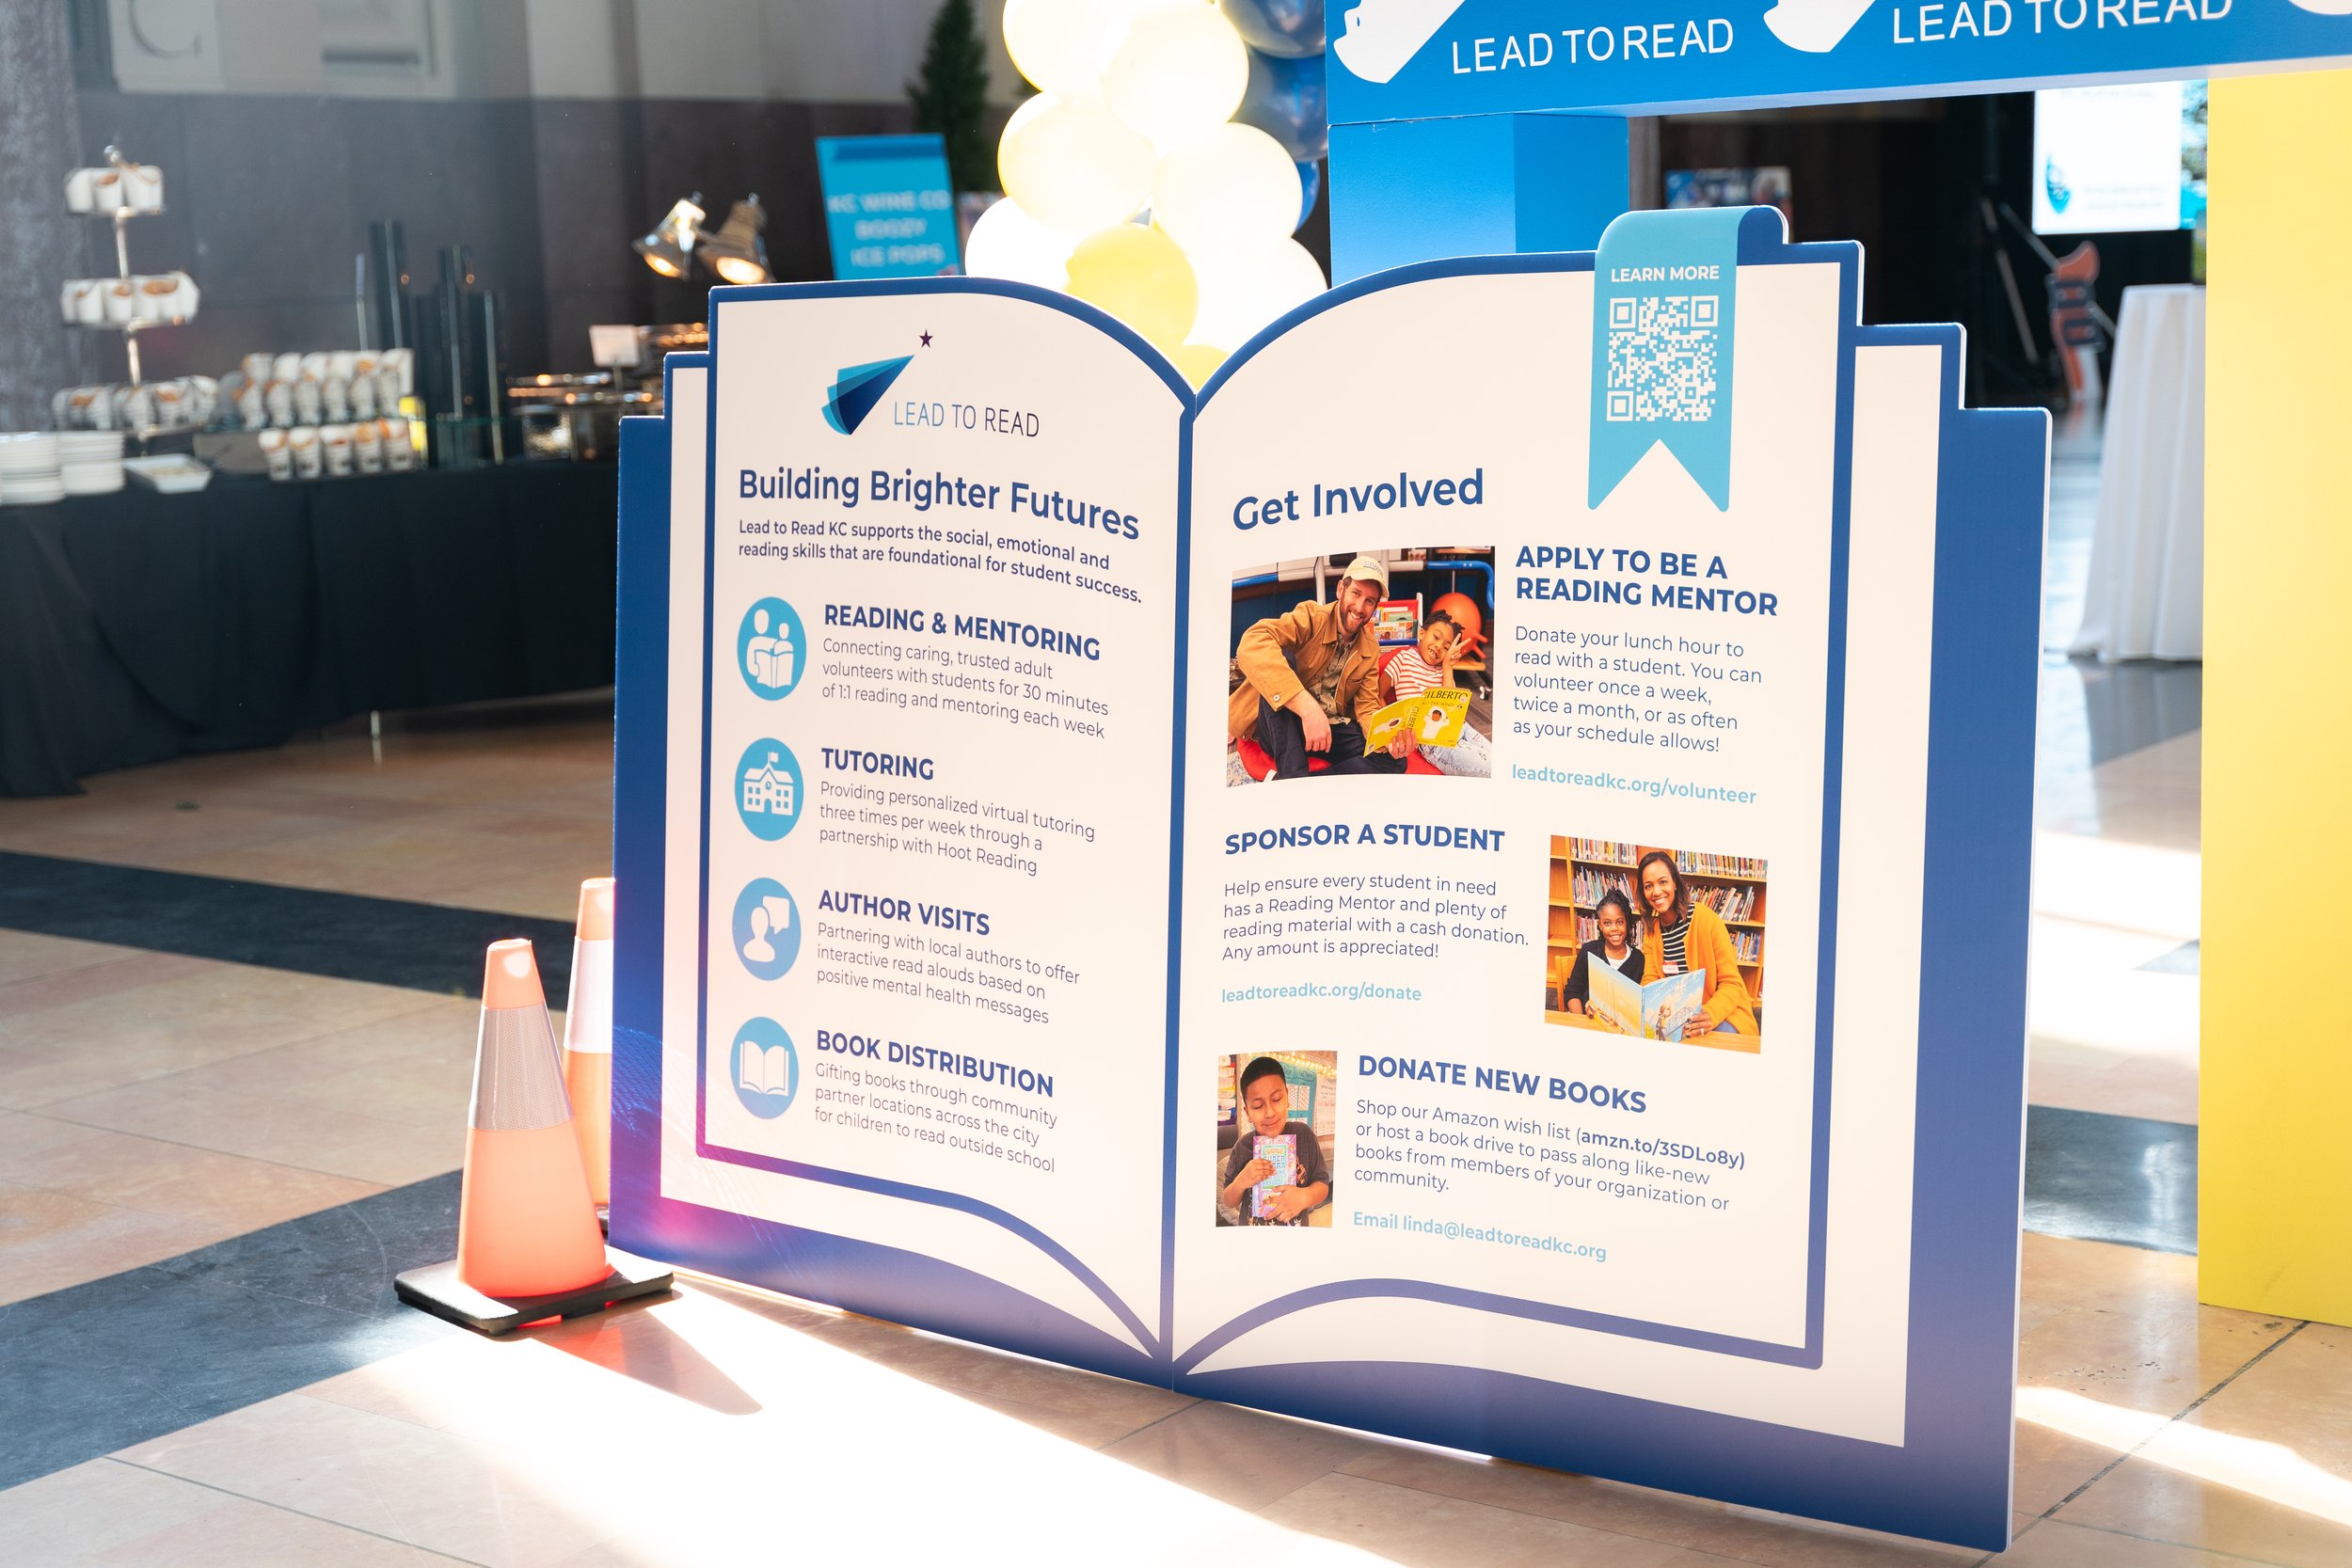 LEAD TO READ
LEAD TO READ
KC WINE CO
BOOZY
ICE POPS
LEAD TO READ
Building Brighter Futures
Lead to Read KC supports the social, emotional and
reading skills that are foundational for student success.
READING & MENTORING
Connecting caring, trusted adult
volunteers with students for 30 minutes
of 1:1 reading and mentoring each week
TUTORING
Providing personalized virtual tutoring
three times per week through a
partnership with Hoot Reading
AUTHOR VISITS
Partnering with local authors to offer
interactive read alouds based on
positive mental health messages
BOOK DISTRIBUTION
Gifting books through community
partner locations across the city
for children to read outside school
LEARN MORE
Get Involved
APPLY TO BE A
READING MENTOR
Donate your lunch hour to
read with a student. You can
volunteer once a week,
twice a month, or as often
as your schedule allows!
leadtoreadkc.org/volunteer
GILBERTO
SPONSOR A STUDENT
Help ensure every student in need
has a Reading Mentor and plenty of
reading material with a cash donation.
Any amount is appreciated!
leadtoreadkc.org/donate
DONATE NEW BOOKS
Shop our Amazon wish list (amzn.to/3SDLo8y)
or host a book drive to pass along like-new
books from members of your organization or
community.
Email linda@leadtoreadkc.org